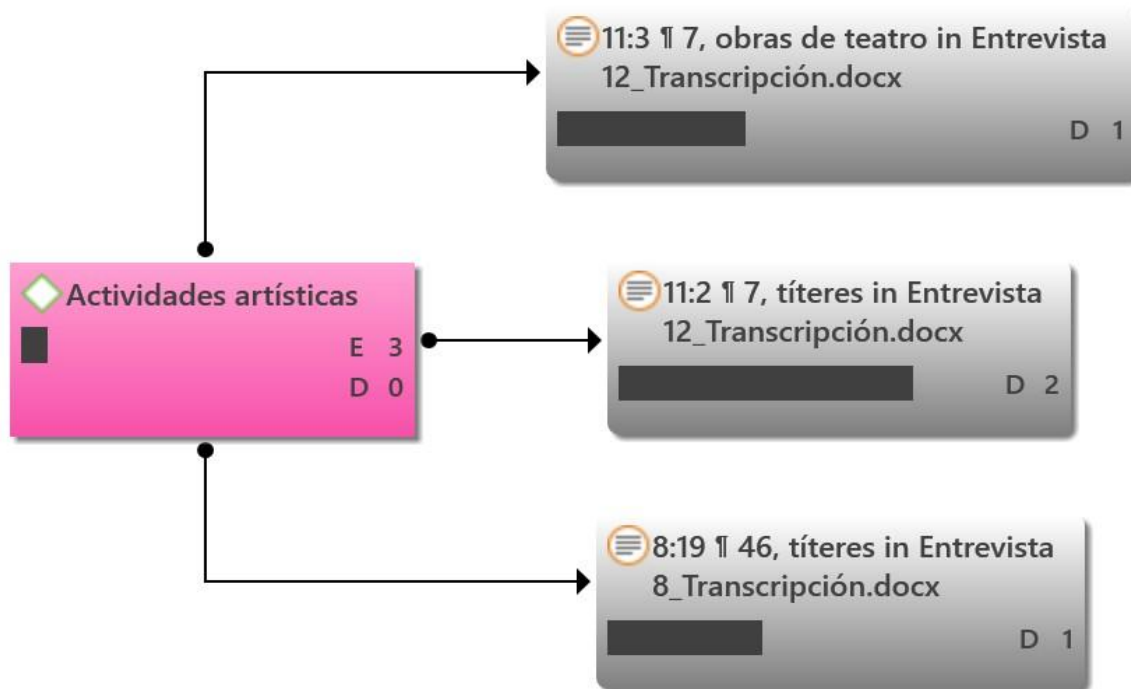 11:3 ¶ 7, obras de teatro in Entrevista
12_Transcripción.docx
D 1
Actividades artísticas
E 3
D 0
11:2 ¶ 7, títeres in Entrevista
12_Transcripción.docx
D 2
8:19 ¶ 46, títeres in Entrevista
8_Transcripción.docx
D 1